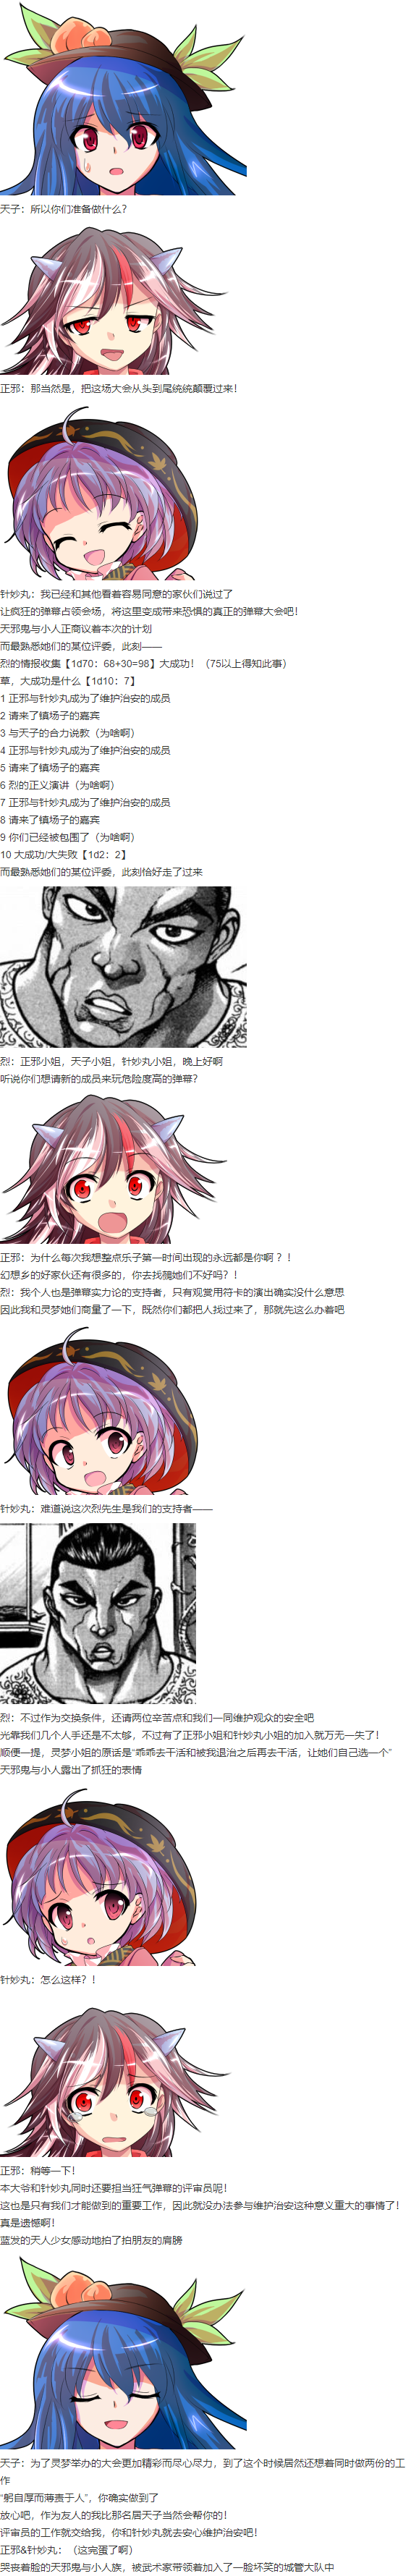 天子：所以你们准备做什么？
正邪：那当然是，把这场大会从头到尾统统颠覆过来！
针妙丸：我已经和其他看着容易同意的家伙们说过了
让疯狂的弹幕占领会场，将这里变成带来恐惧的真正的弹幕大会吧！
天邪鬼与小人正商议着本次的计划
而最熟悉她们的某位评委，此刻——
烈的情报收集【1d70：68+30=98】大成功！（75以上得知此事）
草，大成功是什么【1d10：7】
1 正邪与针妙丸成为了维护治安的成员
2 请来了镇场子的嘉宾
3 与天子的合力说教（为啥啊）
4 正邪与针妙丸成为了维护治安的成员
5 请来了镇场子的嘉宾
6 烈的正义演讲（为啥啊）
7 正邪与针妙丸成为了维护治安的成员
8 请来了镇场子的嘉宾
9 你们已经被包围了（为啥啊）
10 大成功/大失败【1d2：2】
而最熟悉她们的某位评委，此刻恰好走了过来
烈：正邪小姐，天子小姐，针妙丸小姐，晚上好啊
听说你们想请新的成员来玩危险度高的弹幕？
正邪：为什么每次我想整点乐子第一时间出现的永远都是你啊？！
幻想乡的好家伙还有很多的，你去找她们不好吗？！
烈：我个人也是弹幕实力论的支持者，只有观赏用符卡的演出确实没什么意思
因此我和灵梦她们商量了一下，既然你们都把人找过来了，那就先这么办着吧
针妙丸：难道说这次烈先生是我们的支持者——
烈：不过作为交换条件，还请两位辛苦点和我们一同维护观众的安全吧
光靠我们几个人手还是不太够，不过有了正邪小姐和针妙丸小姐的加入就万无一失了！
顺便一提，灵梦小姐的原话是“乖乖去干活和被我退治之后再去干活，让她们自己选一个”
天邪鬼与小人露出了抓狂的表情
针妙丸：怎么这样？！
正邪：稍等一下！
本大爷和针妙丸同时还要担当狂气弹幕的评审员呢！
这也是只有我们才能做到的重要工作，因此就没办法参与维护治安这种意义重大的事情了！
真是遗憾啊！
蓝发的天人少女感动地拍了拍朋友的肩膀
天子：为了灵梦举办的大会更加精彩而尽心尽力，到了这个时候居然还想着同时做两份的工
作
“躬自厚而薄责于人”，你确实做到了
放心吧，作为友人的我比那名居天子当然会帮你的！
评审员的工作就交给我，你和针妙丸就去安心维护治安吧！
正邪&针妙丸：（这完蛋了啊）
哭丧着脸的天邪鬼与小人族，被武术家带领着加入了一脸坏笑的城管大队中